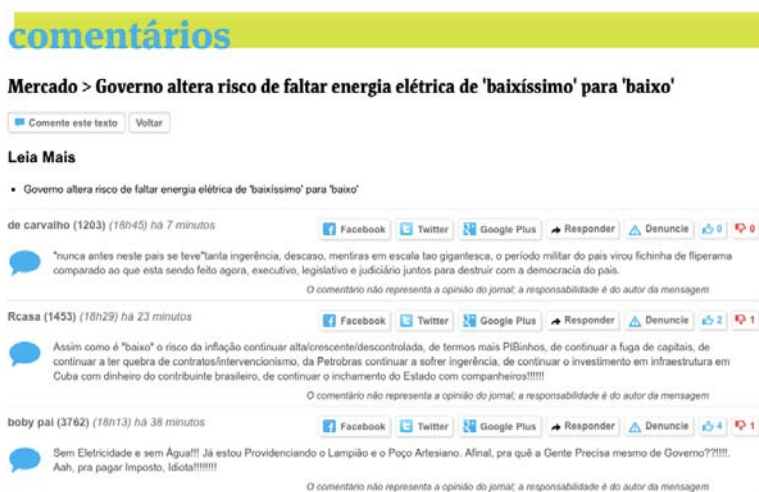 comentários
Mercado > Governo altera risco de faltar energia elétrica de 'baixíssimo' para 'baixo'
Comente este texto Voltar
Leia Mais
Governo altera risco de faltar energia elétrica de 'baixíssimo' para 'baixo'
de carvalho (1203) (18h45) há 7 minutos Facebook Twitter Google Plus Responder Denuncie 0 0
"nunca antes neste pais se teve"tanta ingerência, descaso, mentiras em escala tao gigantesca, o período militar do pais virou fichinha de fliperama
comparado ao que esta sendo feito agora, executivo, legislativo e judiciário juntos para destruir com a democracia do pais.
O comentário não representa a opinião do jornal; a responsabilidade é do autor da mensagem
Rcasa (1453) (18h29) há 23 minutos Facebook Twitter Google Plus Responder Denuncie 2 1
Assim como é "baixo" o risco da inflação continuar alta/crescente/descontrolada, de termos mais PIBinhos, de continuar a fuga de capitais, de
continuar a ter quebra de contratos/intervencionismo, da Petrobras continuar a sofrer ingerência, de continuar o investimento em infraestrutura em
Cuba com dinheiro do contribuinte brasileiro, de continuar o inchamento do Estado com companheiros!!!!!!
O comentário não representa a opinião do jornal; a responsabilidade é do autor da mensagem
boby pai (3762) (18h13) há 38 minutos Facebook Twitter Google Plus Responder Denuncie 4 1
Sem Eletricidade e sem Água!!! Já estou Providenciando o Lampião e o Poço Artesiano. Afinal, pra quê a Gente Precisa mesmo de Governo??!!!!.
Aah, pra pagar Imposto, Idiota!!!!!!!!
O comentário não representa a opinião do jornal; a responsabilidade é do autor da mensagem